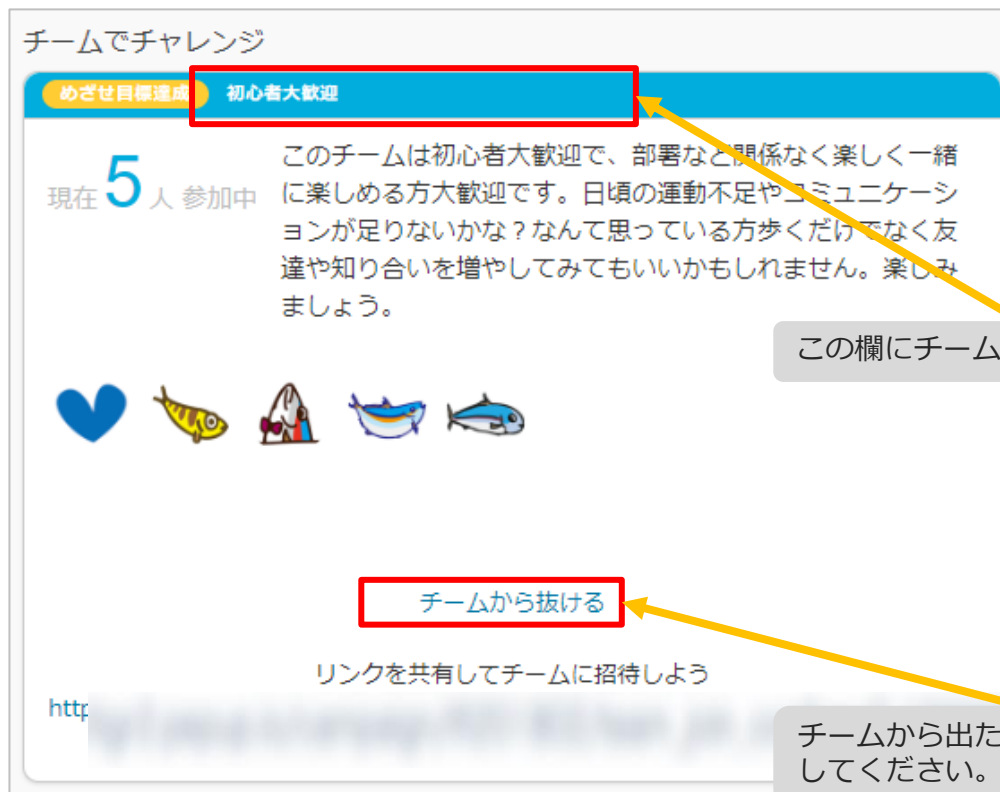 チームでチャレンジ
めざせ目標達成 初心者大歓迎
現在 5 人 参加中
このチームは初心者大歓迎で、部署など関係なく楽しく一緒
に楽しめる方大歓迎です。日頃の運動不足やコミュニケーシ
ョンが足りないかな？なんて思っている方歩くだけでなく友
達や知り合いを増やしてみてもいいかもしれません。楽しみ
ましょう。
この欄にチーム
チームから抜ける
リンクを共有してチームに招待しよう
http
チームから出た
してください。